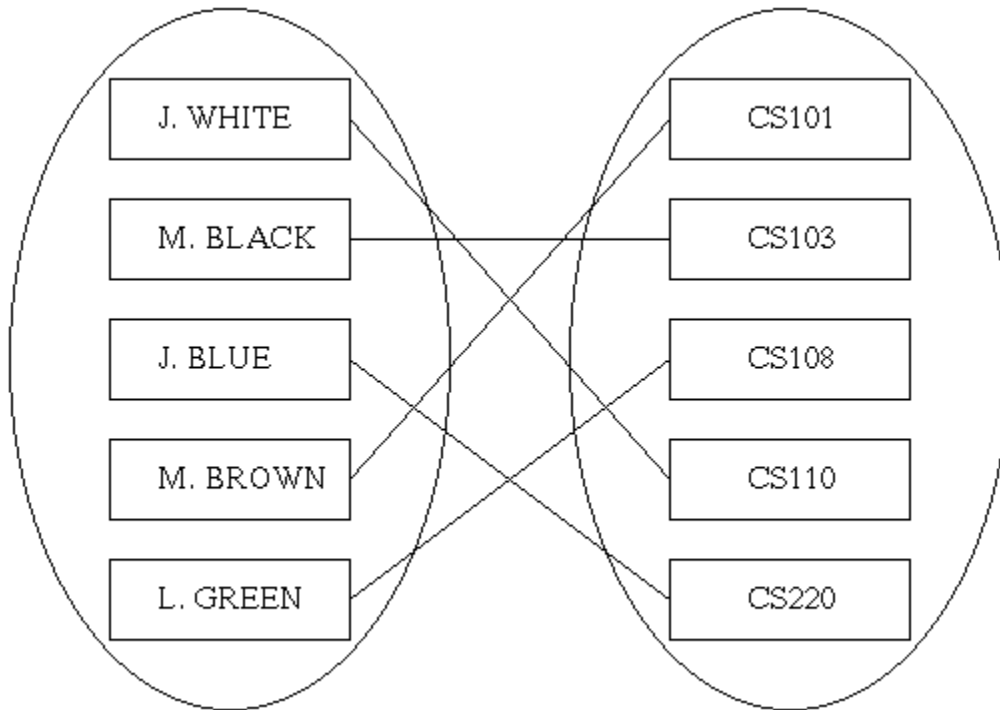 J. WHITE
CS101
M. BLACK
CS103
J. BLUE
CS108
M. BROWN
CS110
L. GREEN
CS220